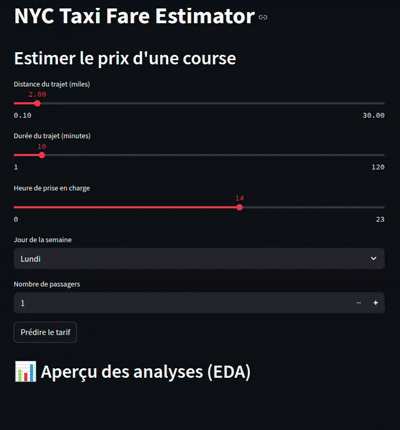 NYC Taxi Fare Estimator
Estimer le prix d'une course
Distance du trajet (miles)
2.00
0.10 30.00
Durée du trajet (minutes)
10
1 120
Heure de prise en charge
14
0 23
Jour de la semaine
Lundi
Nombre de passagers
1 − +
Prédire le tarif
📊 Aperçu des analyses (EDA)